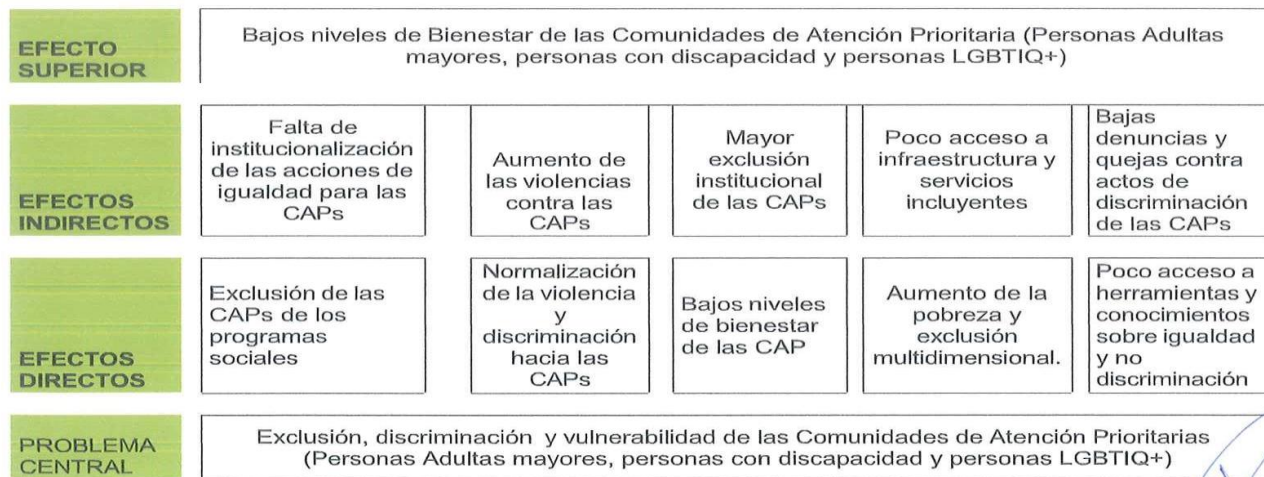 EFECTO
SUPERIOR
Bajos niveles de Bienestar de las Comunidades de Atención Prioritaria (Personas Adultas
mayores, personas con discapacidad y personas LGBTIQ+)
EFECTOS
INDIRECTOS
Falta de
institucionalización
de las acciones de
igualdad para las
CAPs
Aumento de
las violencias
contra las
CAPs
Mayor
exclusión
institucional
de las CAPs
Poco acceso a
infraestructura y
servicios
incluyentes
Bajas
denuncias y
quejas contra
actos de
discriminación
de las CAPs
EFECTOS
DIRECTOS
Exclusión de las
CAPs de los
programas
sociales
Normalización
de la violencia
y
discriminación
hacia las
CAPs
Bajos niveles
de bienestar
de las CAP
Aumento de la
pobreza y
exclusión
multidimensional.
Poco acceso a
herramientas y
conocimientos
sobre igualdad
y no
discriminación
PROBLEMA
CENTRAL
Exclusión, discriminación y vulnerabilidad de las Comunidades de Atención Prioritarias
(Personas Adultas mayores, personas con discapacidad y personas LGBTIQ+)